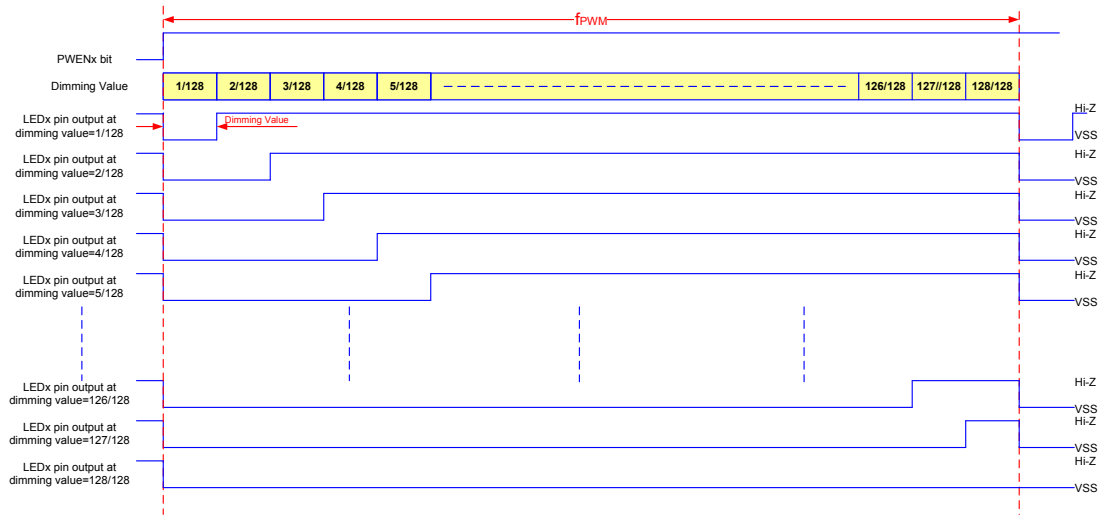 fPWM
PWENx bit
Dimming Value
1/128 2/128 3/128 4/128 5/128 126/128 127//128 128/128
LEDx pin output at
dimming value=1/128
Dimming Value
Hi-Z
VSS
LEDx pin output at
dimming value=2/128
Hi-Z
VSS
LEDx pin output at
dimming value=3/128
Hi-Z
VSS
LEDx pin output at
dimming value=4/128
Hi-Z
VSS
LEDx pin output at
dimming value=5/128
Hi-Z
VSS
LEDx pin output at
dimming value=126/128
Hi-Z
VSS
LEDx pin output at
dimming value=127/128
Hi-Z
VSS
LEDx pin output at
dimming value=128/128
Hi-Z
VSS